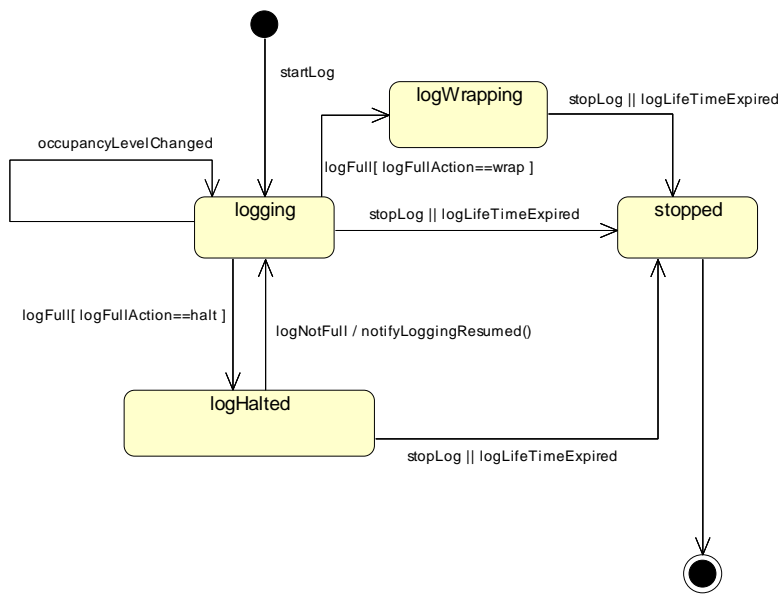 startLog
logWrapping
stopLog || logLifeTimeExpired
occupancyLevelChanged
logFull[ logFullAction==wrap ]
logging
stopLog || logLifeTimeExpired
stopped
logFull[ logFullAction==halt ]
logNotFull / notifyLoggingResumed()
logHalted
stopLog || logLifeTimeExpired